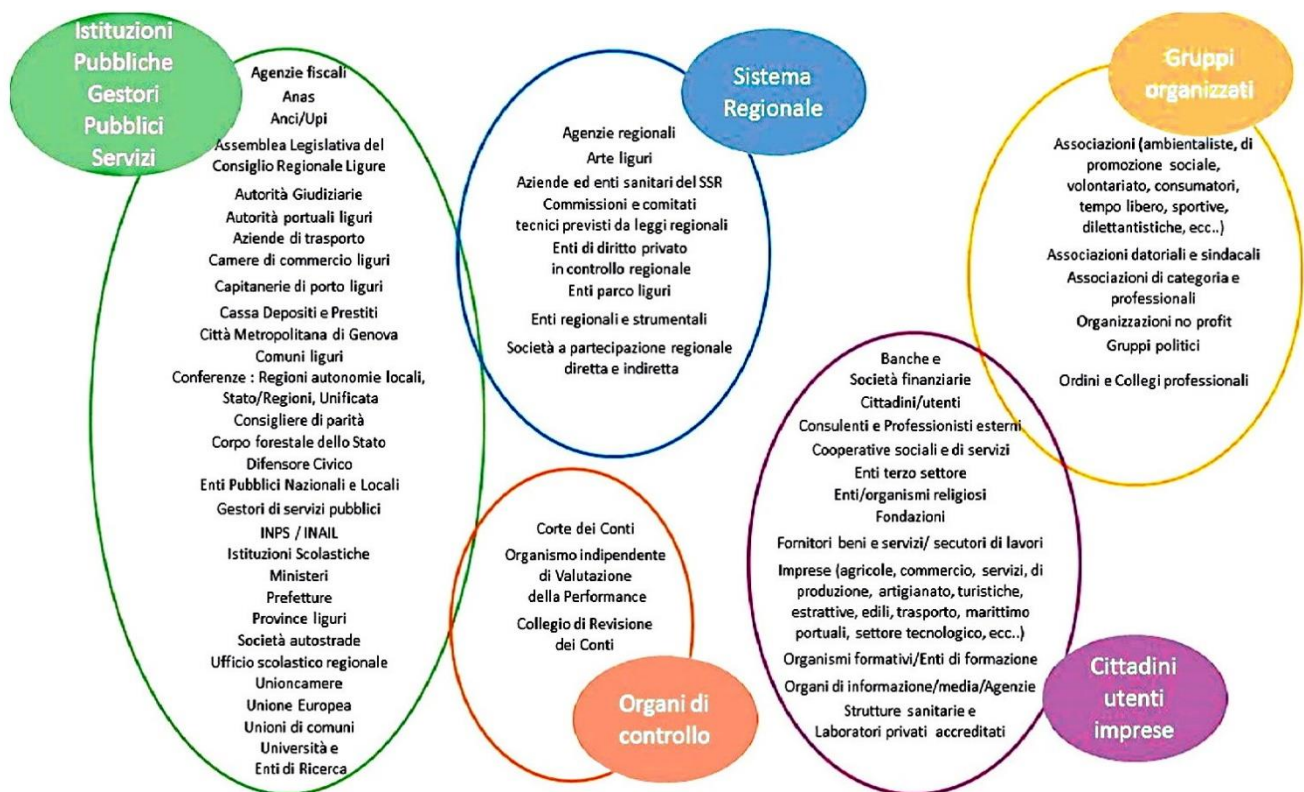 Istituzioni
Pubbliche
Gestori
Pubblici
Servizi
Agenzie fiscali
Anas
Anci/Upi
Assemblea Legislativa del
Consiglio Regionale Ligure
Autorità Giudiziarie
Autorità portuali liguri
Aziende di trasporto
Camere di commercio liguri
Capitanerie di porto liguri
Cassa Depositi e Prestiti
Città Metropolitana di Genova
Comuni liguri
Conferenze : Regioni autonomie locali,
Stato/Regioni, Unificata
Consigliere di parità
Corpo forestale dello Stato
Difensore Civico
Enti Pubblici Nazionali e Locali
Gestori di servizi pubblici
INPS / INAIL
Istituzioni Scolastiche
Ministeri
Prefetture
Province liguri
Società autostrade
Ufficio scolastico regionale
Unioncamere
Unione Europea
Unioni di comuni
Università e
Enti di Ricerca
Sistema
Regionale
Agenzie regionali
Arte liguri
Aziende ed enti sanitari del SSR
Commissioni e comitati
tecnici previsti da leggi regionali
Enti di diritto privato
in controllo regionale
Enti parco liguri
Enti regionali e strumentali
Società a partecipazione regionale
diretta e indiretta
Gruppi
organizzati
Associazioni (ambientaliste, di
promozione sociale,
volontariato, consumatori,
tempo libero, sportive,
dilettantistiche, ecc..)
Associazioni datoriali e sindacali
Associazioni di categoria e
professionali
Organizzazioni no profit
Gruppi politici
Ordini e Collegi professionali
Corte dei Conti
Organismo indipendente
di Valutazione
della Performance
Collegio di Revisione
dei Conti
Organi di
controllo
Banche e
Società finanziarie
Cittadini/utenti
Consulenti e Professionisti esterni
Cooperative sociali e di servizi
Enti terzo settore
Enti/organismi religiosi
Fondazioni
Fornitori beni e servizi/ secutori di lavori
Imprese (agricole, commercio, servizi, di
produzione, artigianato, turistiche,
estrattive, edili, trasporto, marittimo
portuali, settore tecnologico, ecc..)
Organismi formativi/Enti di formazione
Organi di informazione/media/Agenzie
Strutture sanitarie e
Laboratori privati accreditati
Cittadini
utenti
imprese